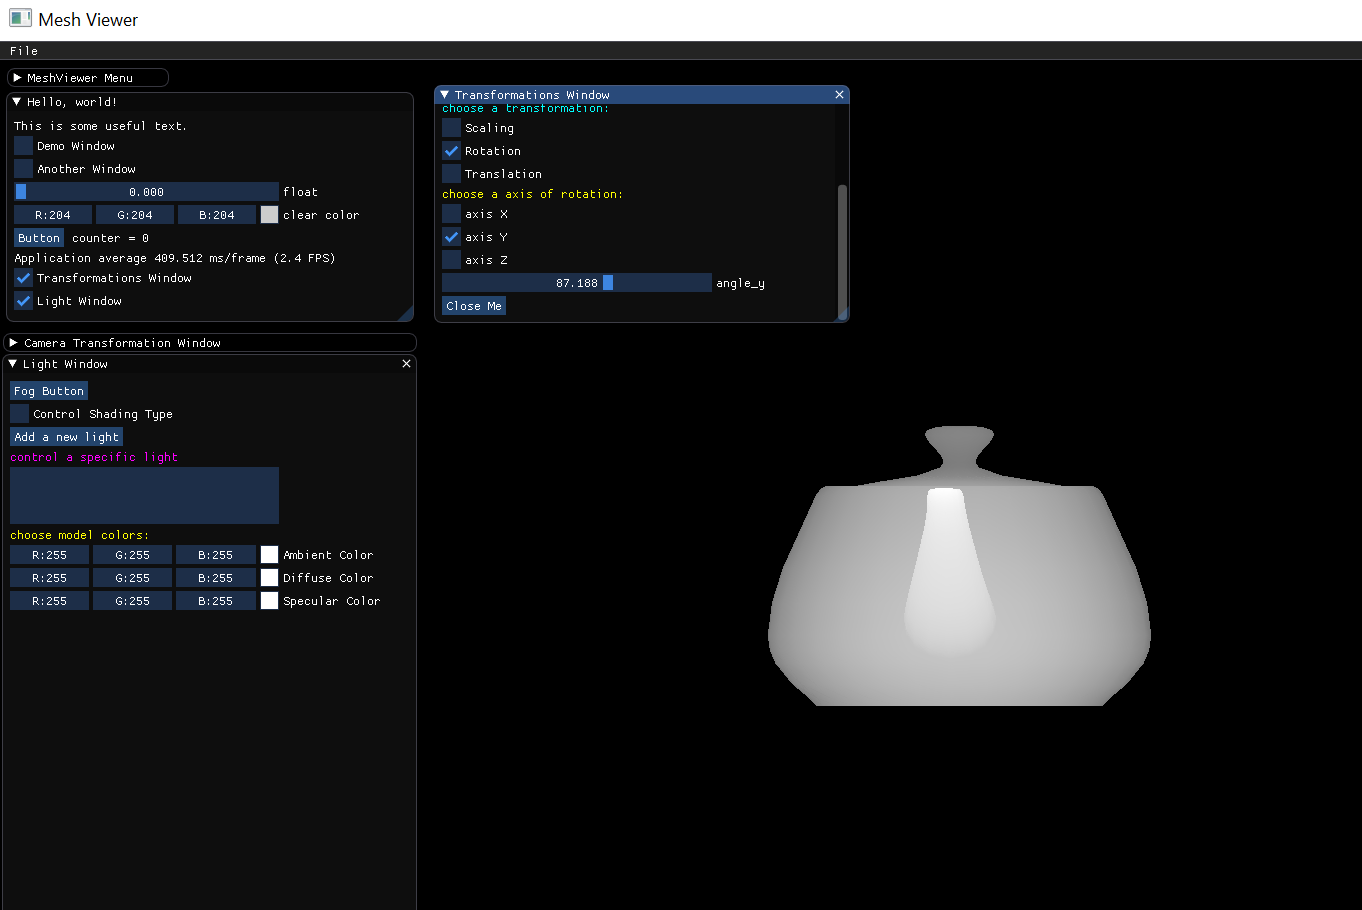 Mesh Viewer
File
MeshViewer Menu
Hello, world!
This is some useful text.
Demo Window
Another Window
0.000 float
R:204 G:204 B:204 clear color
Button counter = 0
Application average 409.512 ms/frame (2.4 FPS)
Transformations Window
Light Window
Transformations Window
choose a transformation:
Scaling
Rotation
Translation
choose a axis of rotation:
axis X
axis Y
axis Z
87.188 angle_y
Close Me
Camera Transformation Window
Light Window
Fog Button
Control Shading Type
Add a new light
control a specific light
choose model colors:
R:255 G:255 B:255 Ambient Color
R:255 G:255 B:255 Diffuse Color
R:255 G:255 B:255 Specular Color